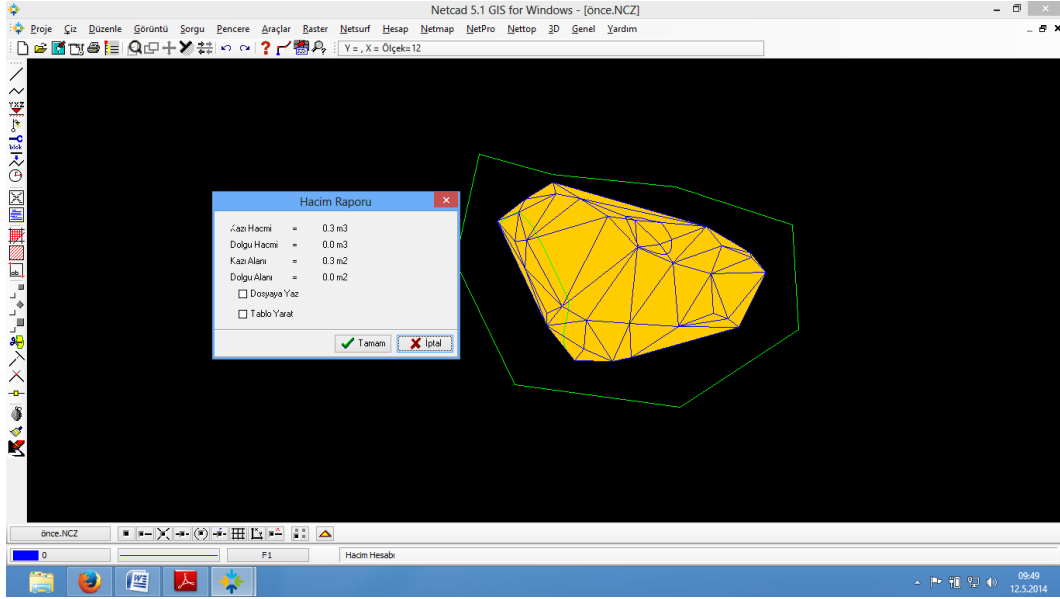 Netcad 5.1 GIS for Windows - [önce.NCZ]
Proje Çiz Düzenle Görüntü Sorgu Pencere Araçlar Raster Netsurf Hesap Netmap NetPro Nettop 3D Genel Yardım
Y = , X = Ölçek=12
YXZ
blok
ab
Hacim Raporu
Kazı Hacmi = 0.3 m3
Dolgu Hacmi = 0.0 m3
Kazı Alanı = 0.3 m2
Dolgu Alanı = 0.0 m2
Dosyaya Yaz
Tablo Yarat
Tamam İptal
önce.NCZ
0 F1 Hacim Hesabı
09:49
12.5.2014